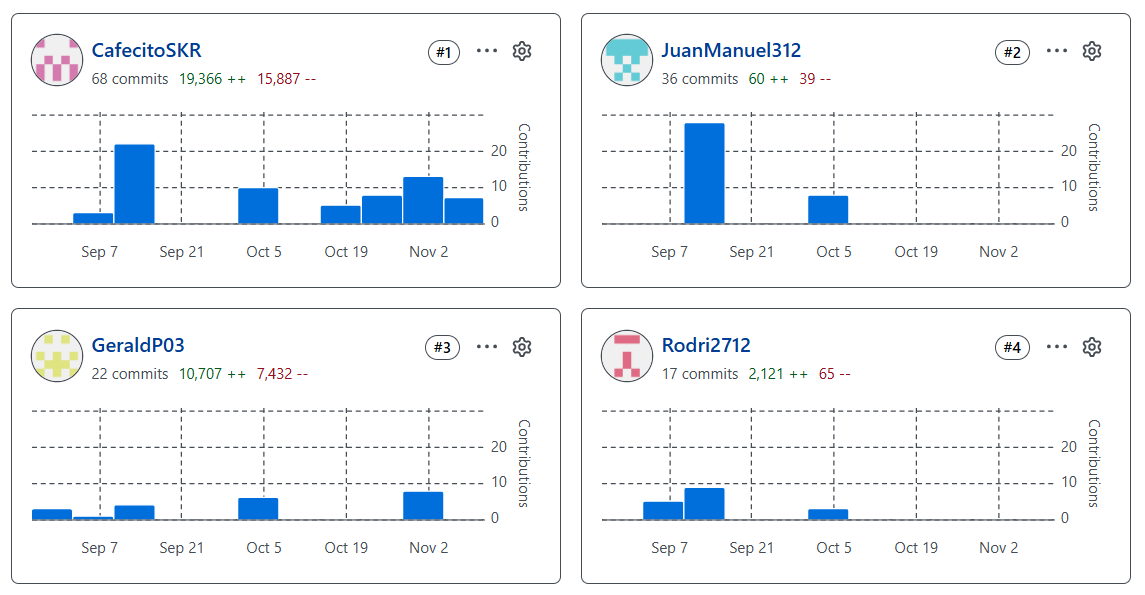 CafecitoSKR #1 ...
68 commits 19,366 ++ 15,887 --
20
10
0
Contributions
Sep 7 Sep 21 Oct 5 Oct 19 Nov 2
JuanManuel312 #2 ...
36 commits 60 ++ 39 --
20
10
0
Contributions
Sep 7 Sep 21 Oct 5 Oct 19 Nov 2
GeraldP03 #3 ...
22 commits 10,707 ++ 7,432 --
20
10
0
Contributions
Sep 7 Sep 21 Oct 5 Oct 19 Nov 2
Rodri2712 #4 ...
17 commits 2,121 ++ 65 --
20
10
0
Contributions
Sep 7 Sep 21 Oct 5 Oct 19 Nov 2